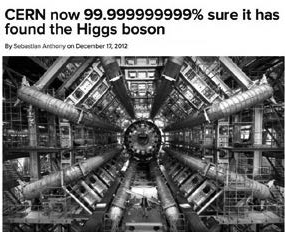 CERN now 99.999999999% sure it has
found the Higgs boson
By Sebastian Anthony on December 17, 2012